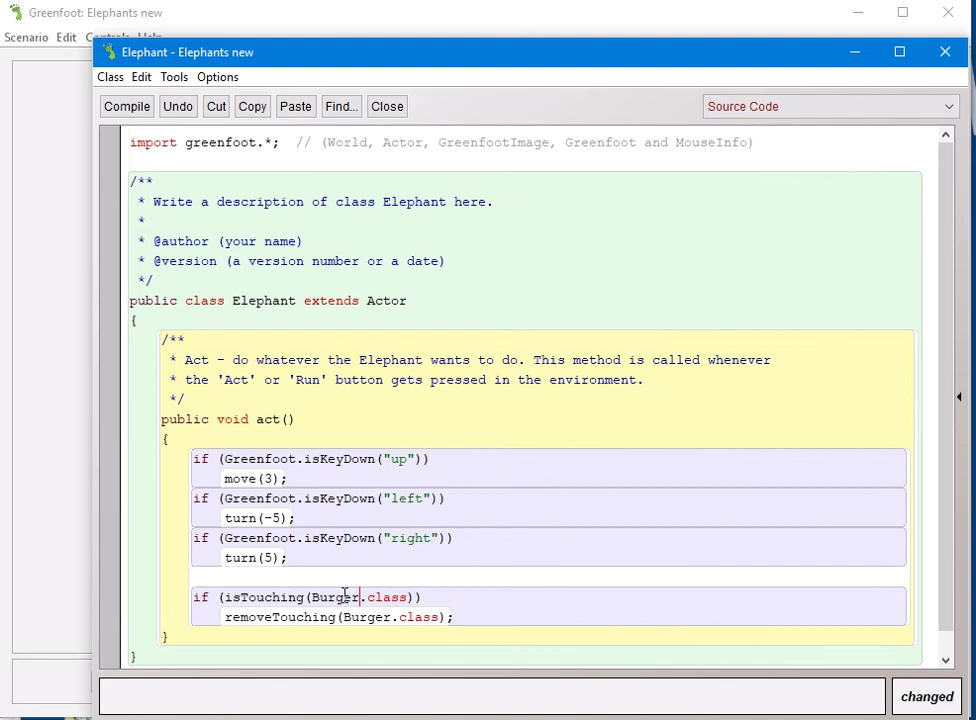 Greenfoot: Elephants new
Scenario Edit Controls Help
Elephant - Elephants new
Class Edit Tools Options
Compile Undo Cut Copy Paste Find... Close Source Code
import greenfoot.*;  // (World, Actor, GreenfootImage, Greenfoot and MouseInfo)
/**
 * Write a description of class Elephant here.
 *
 * @author (your name)
 * @version (a version number or a date)
 */
public class Elephant extends Actor
{
/**
 * Act - do whatever the Elephant wants to do. This method is called whenever
 * the 'Act' or 'Run' button gets pressed in the environment.
 */
public void act()
{
if (Greenfoot.isKeyDown("up"))
move(3);
if (Greenfoot.isKeyDown("left"))
turn(-5);
if (Greenfoot.isKeyDown("right"))
turn(5);
if (isTouching(Burger.class))
removeTouching(Burger.class);
}
}
changed